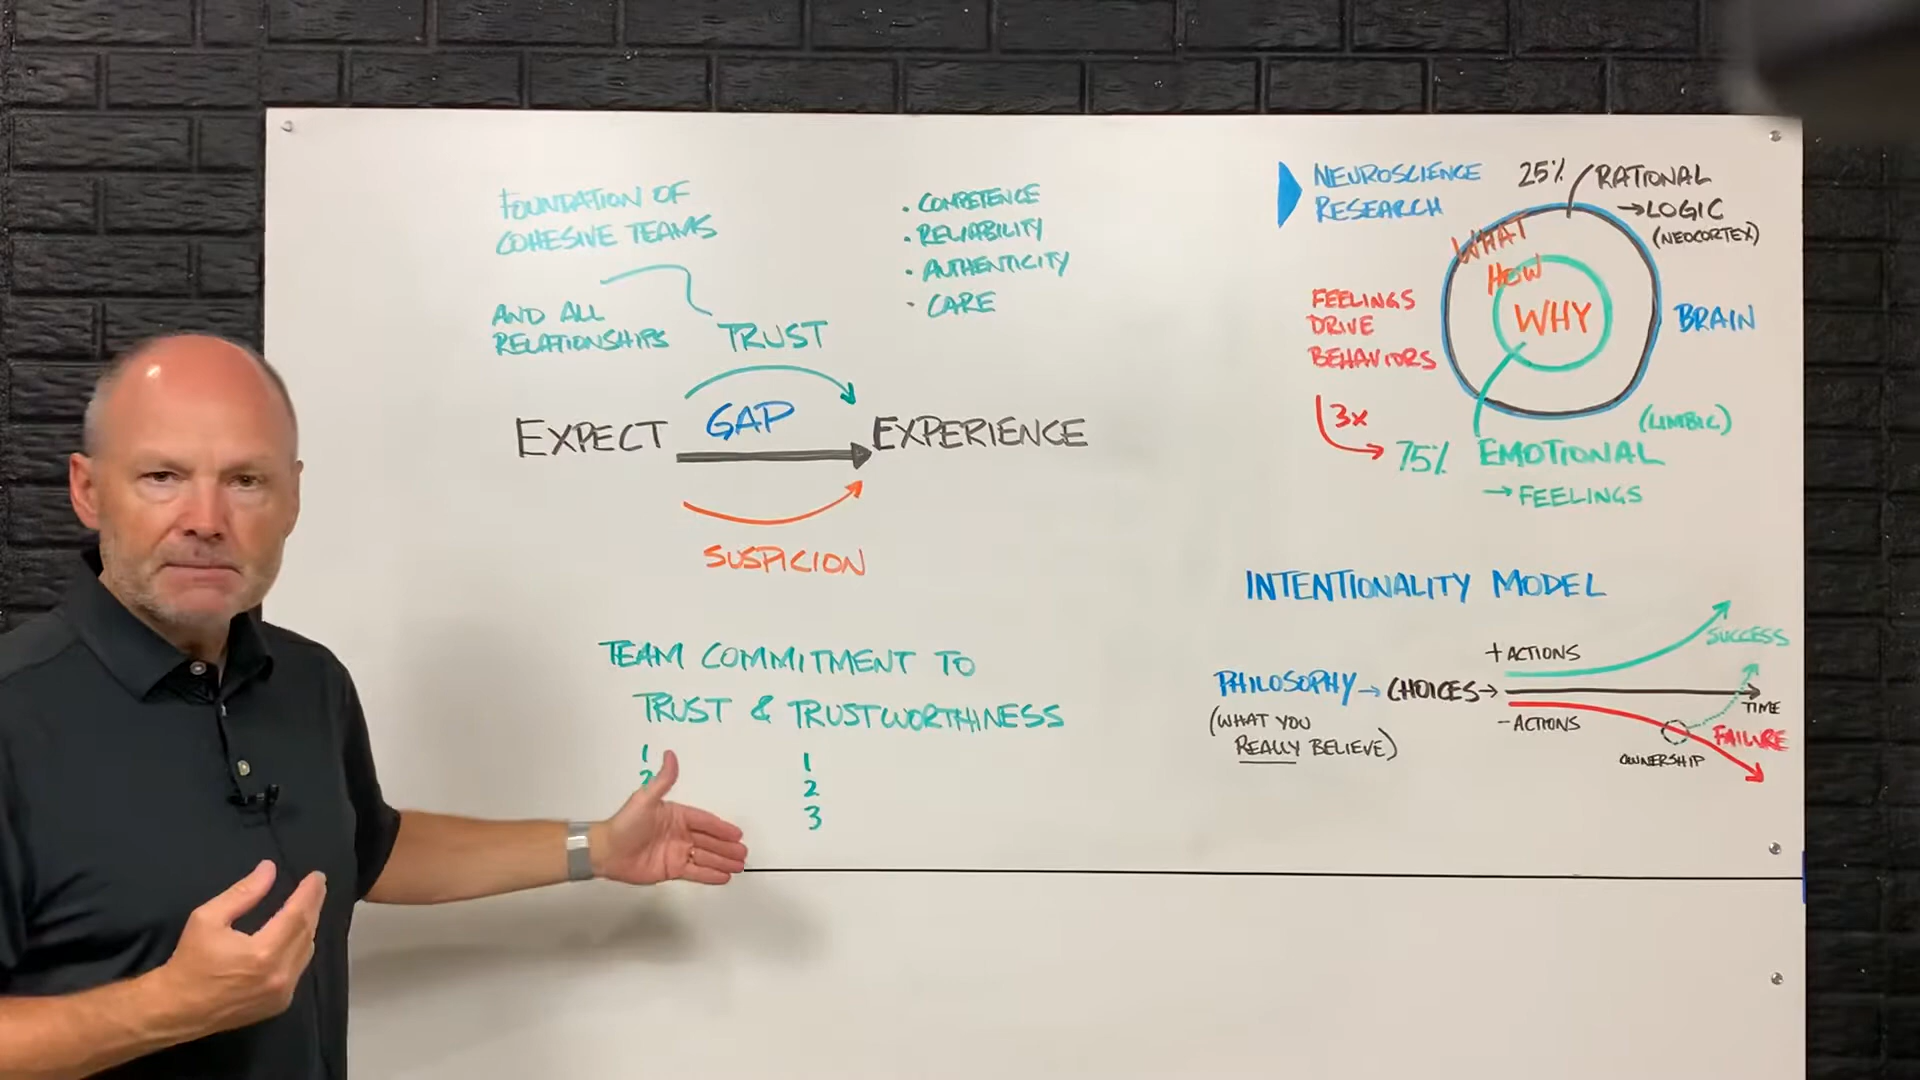 FOUNDATION OF
COHESIVE TEAMS
AND ALL
RELATIONSHIPS
TRUST
• COMPETENCE
• RELIABILITY
• AUTHENTICITY
• CARE
EXPECT
GAP
EXPERIENCE
SUSPICION
TEAM COMMITMENT TO
TRUST & TRUSTWORTHINESS
1
2
1
2
3
NEUROSCIENCE
RESEARCH
25% RATIONAL
→ LOGIC
(NEOCORTEX)
WHAT
HOW
WHY
BRAIN
FEELINGS
DRIVE
BEHAVIORS
3x
75% EMOTIONAL
(LIMBIC)
→ FEELINGS
INTENTIONALITY MODEL
PHILOSOPHY → CHOICES →
(WHAT YOU
REALLY BELIEVE)
+ ACTIONS
- ACTIONS
SUCCESS
TIME
FAILURE
OWNERSHIP